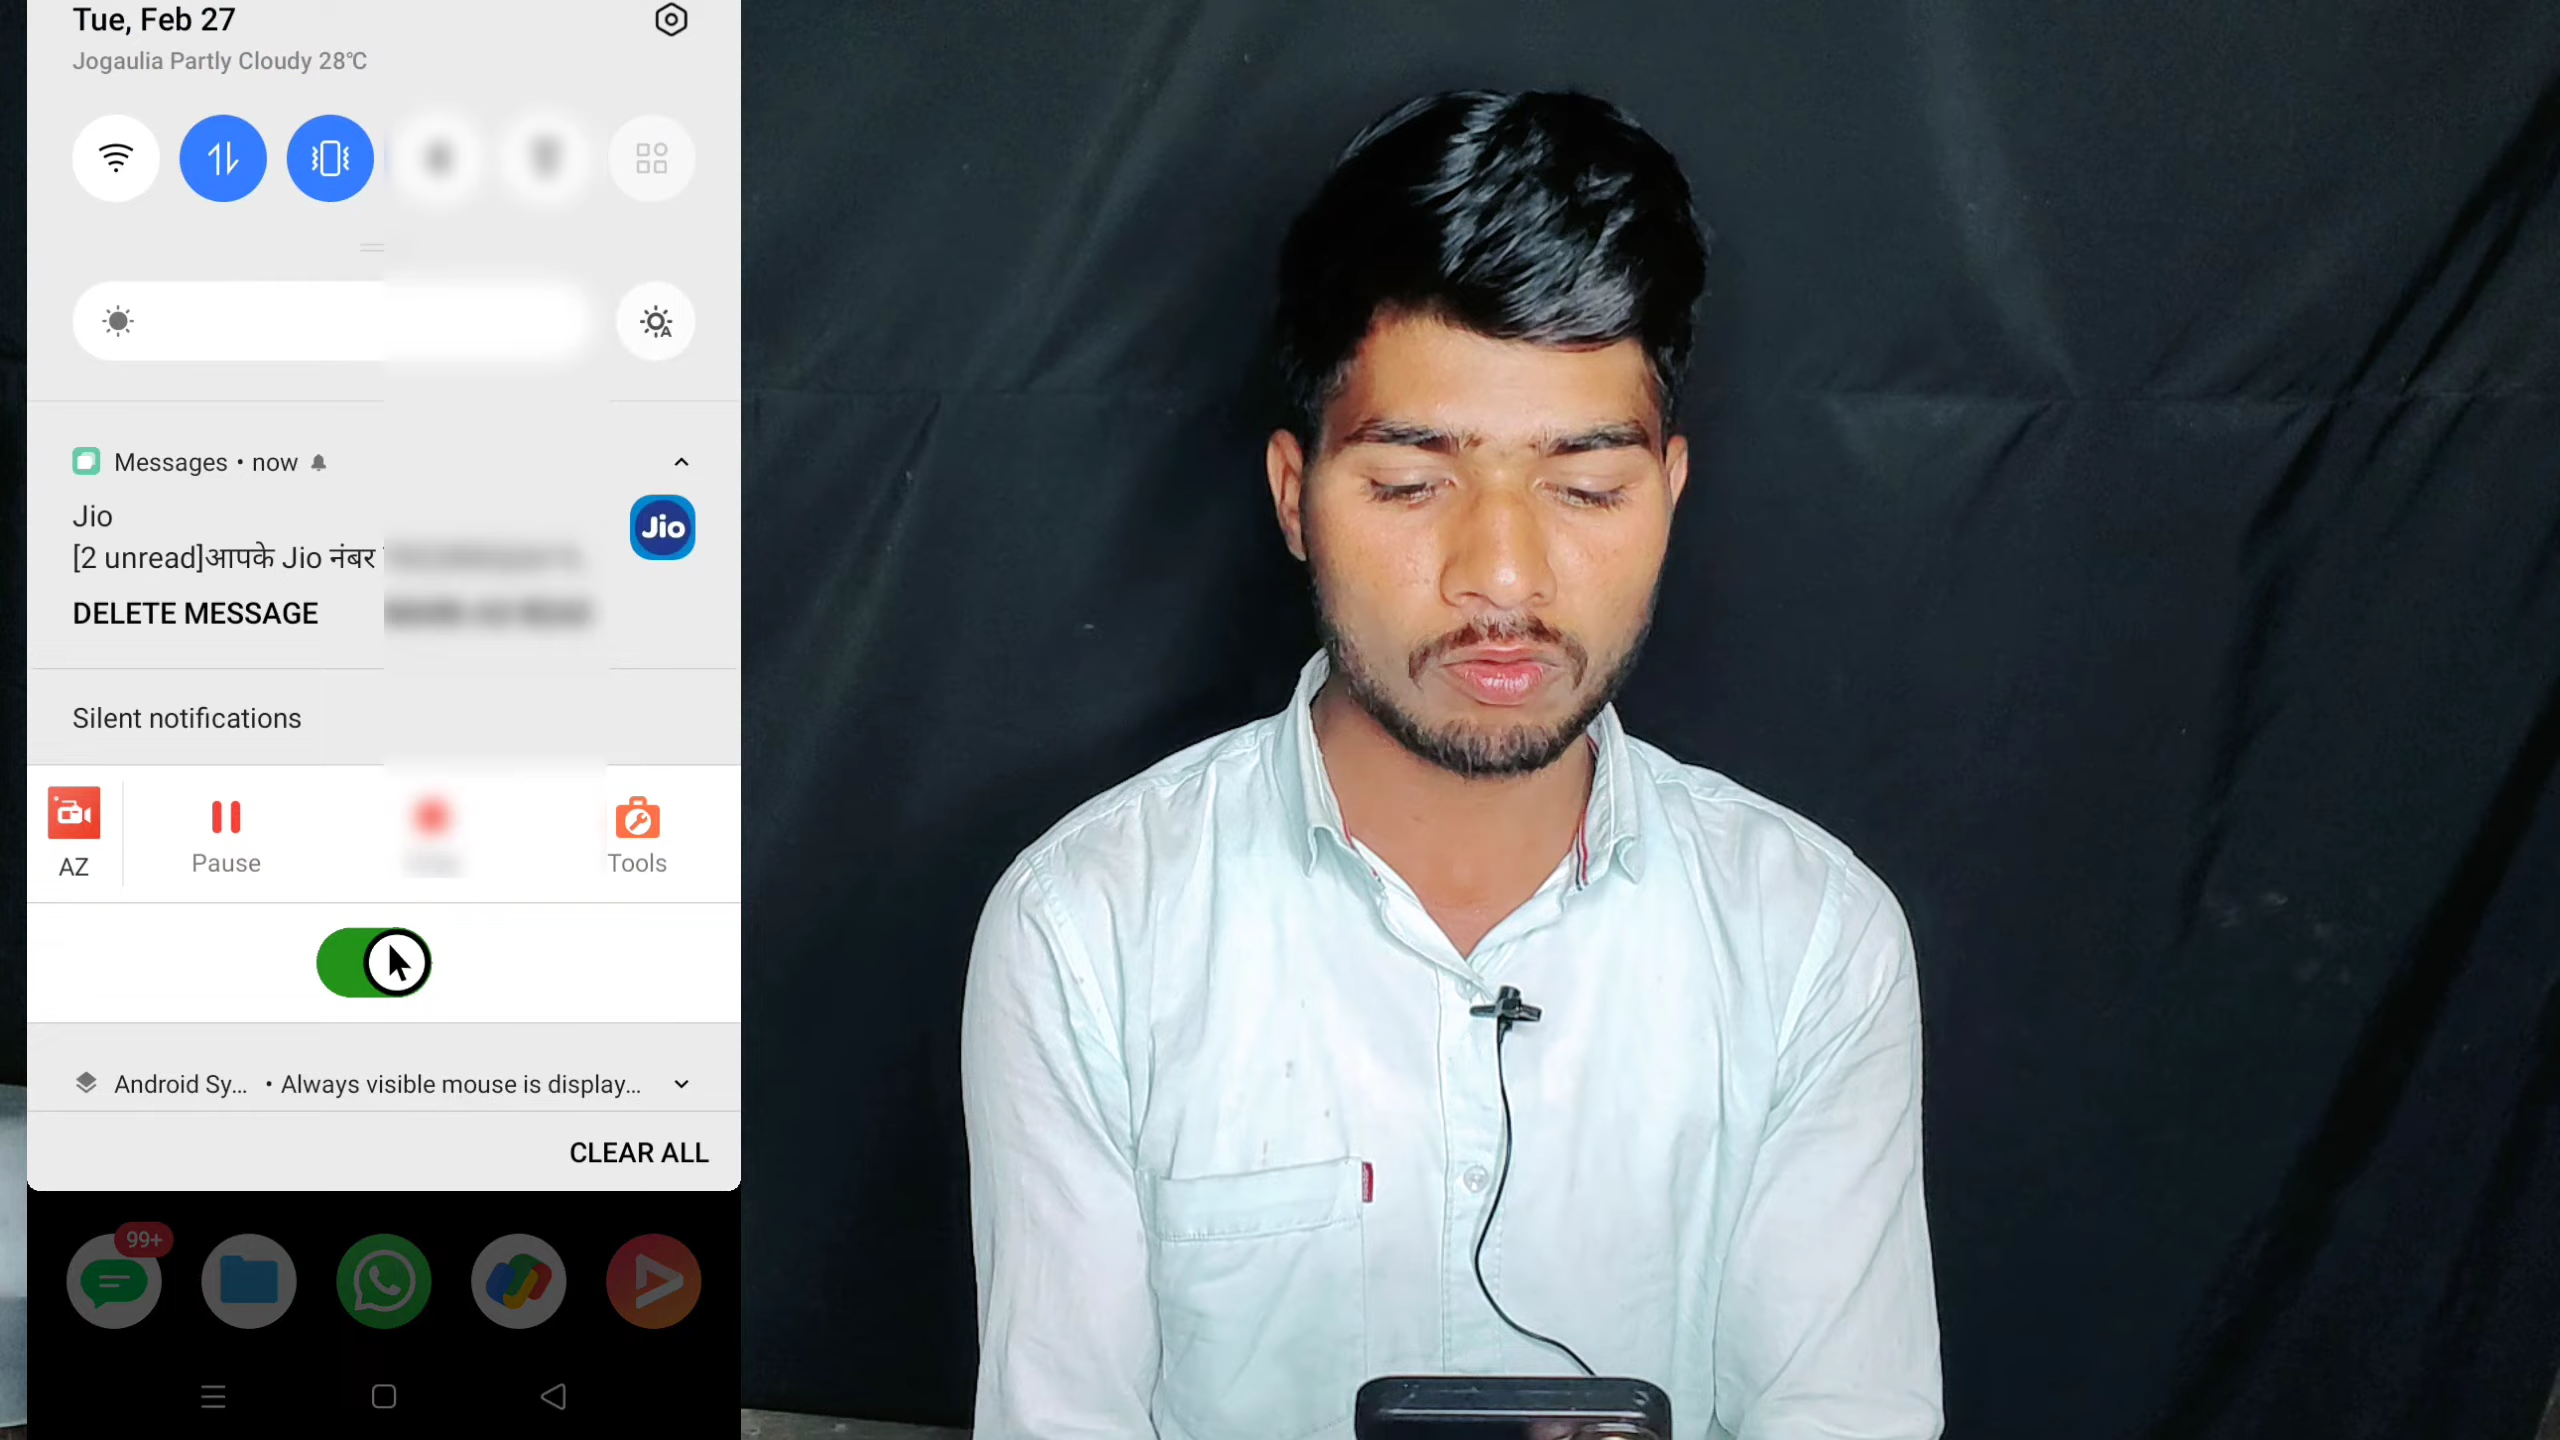 Tue, Feb 27
Jogaulia Partly Cloudy 28°C
Messages • now
Jio
Jio
[2 unread]आपके Jio नंबर
DELETE MESSAGE
Silent notifications
AZ
Pause
Tools
Android Sy... • Always visible mouse is display...
CLEAR ALL
99+